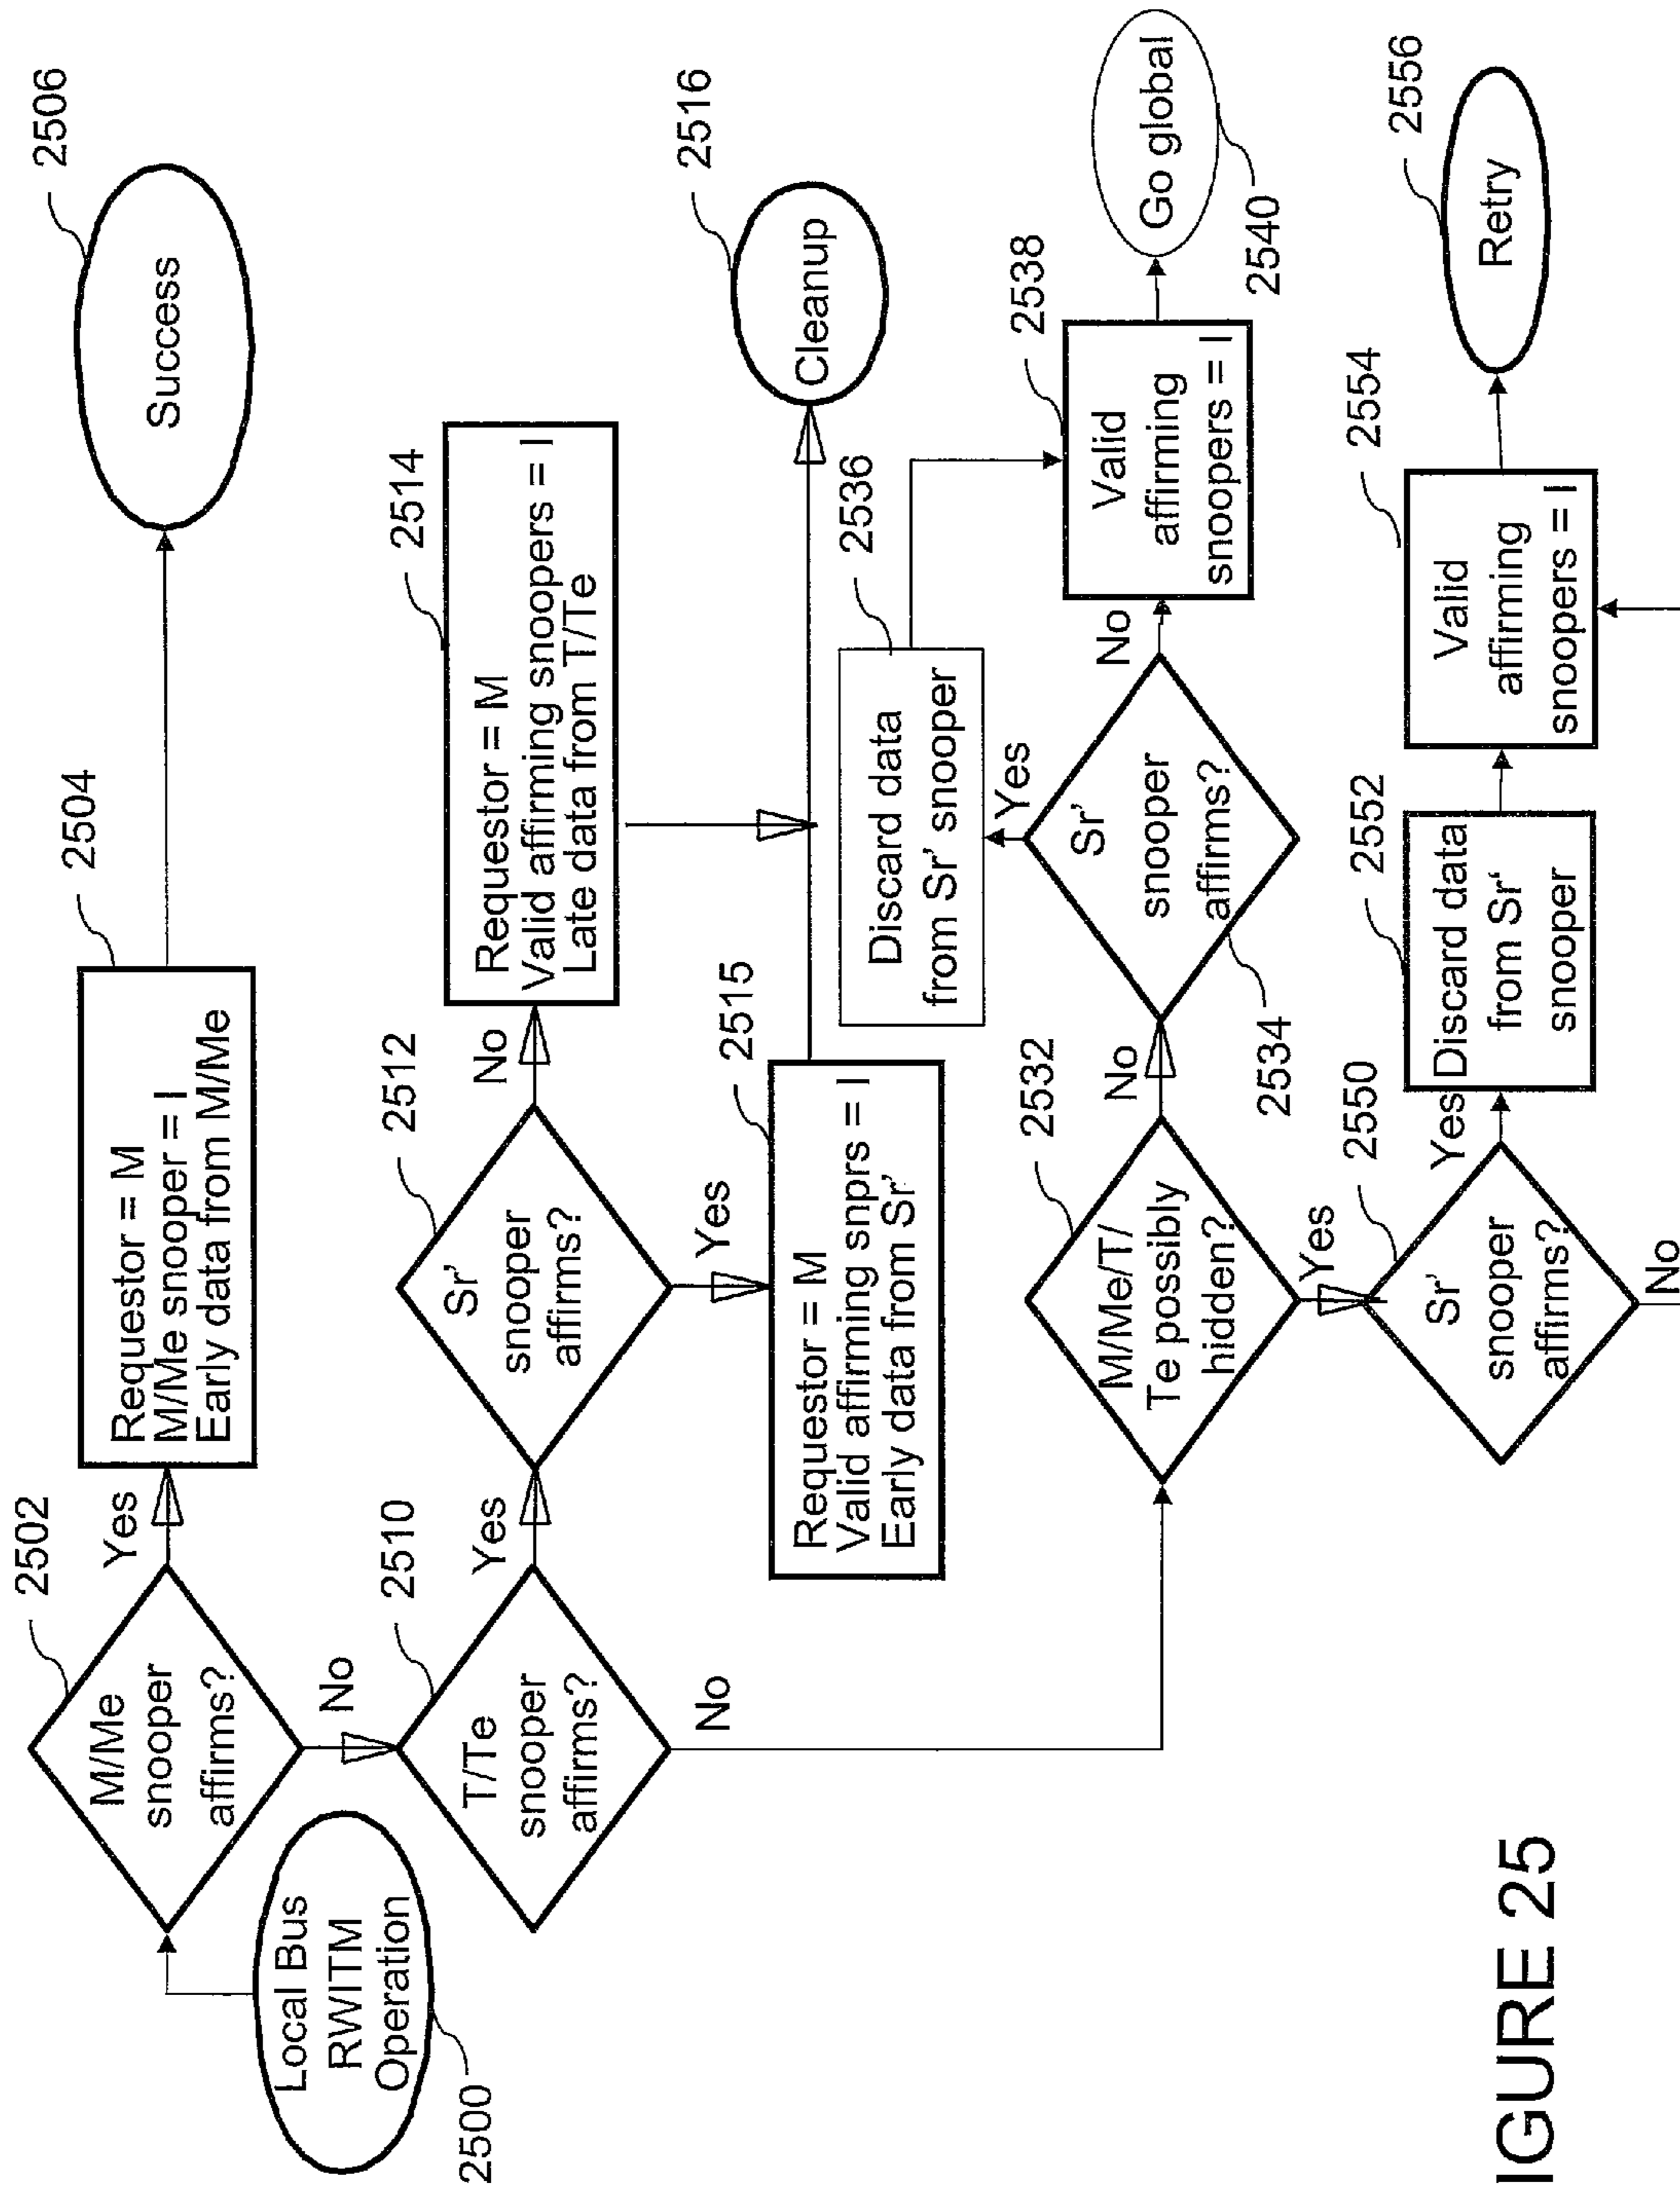 2500
Local Bus
RWITM
Operation
2502
M/Me
snooper
affirms?
Yes
No
2504
Requestor = M
M/Me snooper = I
Early data from M/Me
2506
Success
2510
T/Te
snooper
affirms?
Yes
No
2512
Sr'
snooper
affirms?
No
Yes
2514
Requestor = M
Valid affirming snoopers = I
Late data from T/Te
2515
Requestor = M
Valid affirming snprs = I
Early data from Sr'
2516
Cleanup
2532
M/Me/T/
Te possibly
hidden?
No
Yes
2534
Sr'
snooper
affirms?
Yes
No
2536
Discard data
from Sr' snooper
2538
Valid
affirming
snoopers = I
2540
Go global
2550
Sr'
snooper
affirms?
Yes
No
2552
Discard data
from Sr'
snooper
2554
Valid
affirming
snoopers = I
2556
Retry
IGURE 25